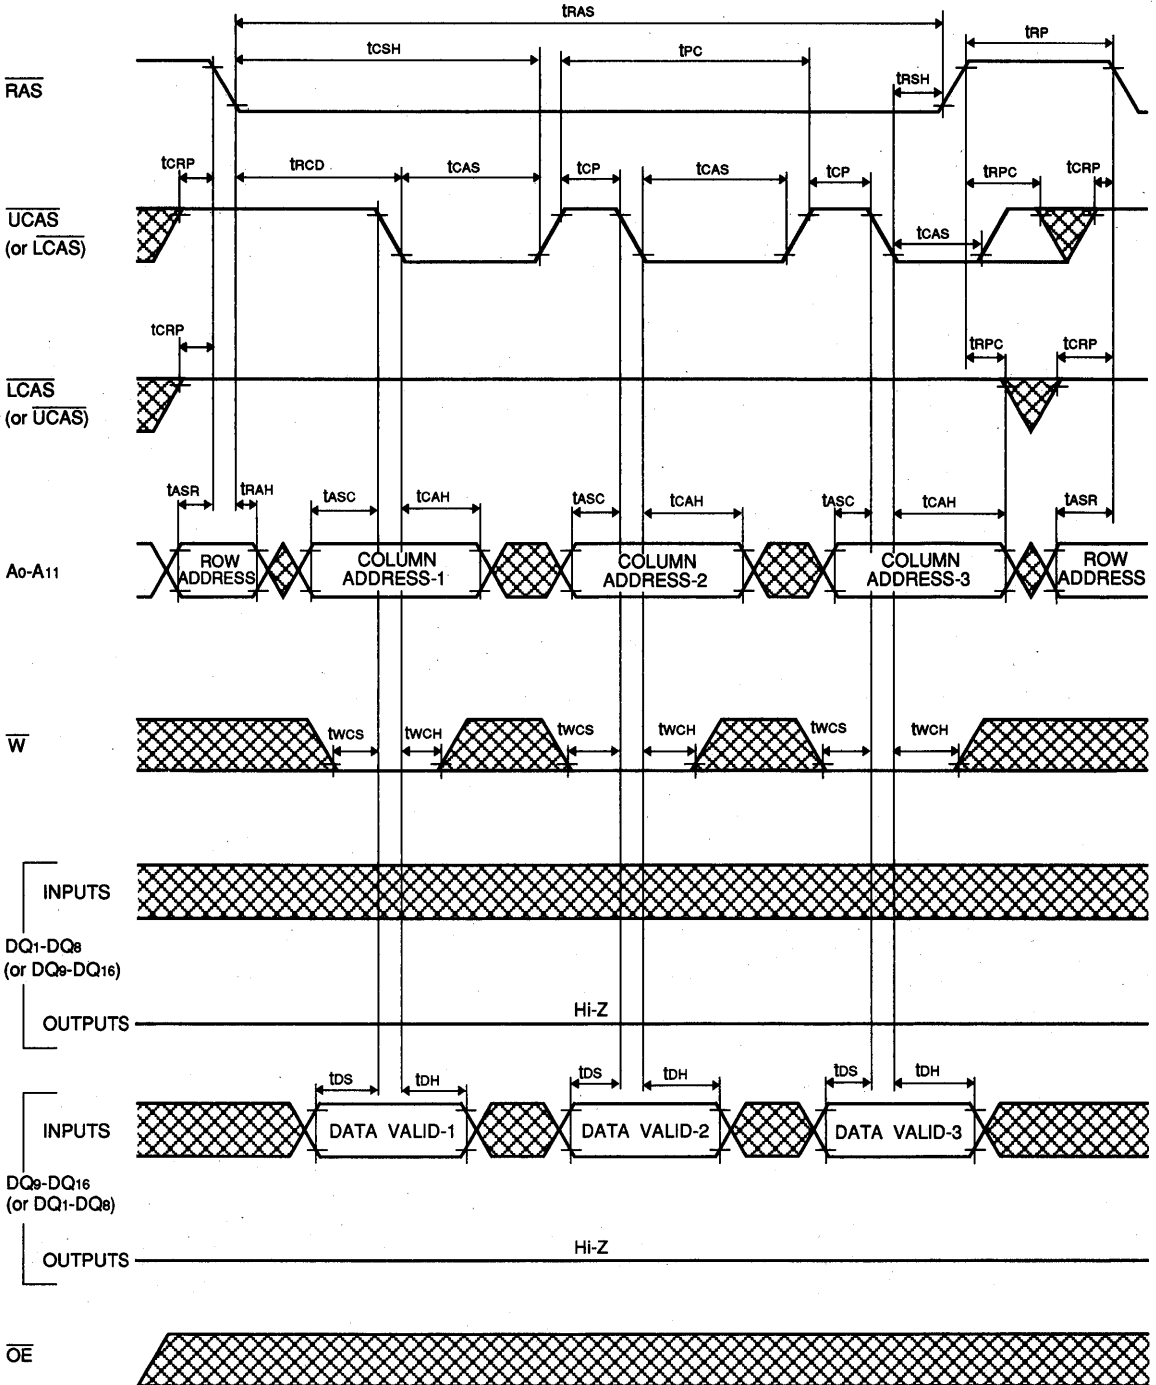 tRAS
tRP
tCSH
tPC
tRSH
RAS
tCRP
tRCD
tCAS
tCP
tCAS
tCP
tRPC
tCRP
UCAS
(or LCAS)
tCAS
tCRP
tRPC
tCRP
LCAS
(or UCAS)
tASR
tRAH
tASC
tCAH
tASC
tCAH
tASC
tCAH
tASR
A0-A11
ROW
ADDRESS
COLUMN
ADDRESS-1
COLUMN
ADDRESS-2
COLUMN
ADDRESS-3
ROW
ADDRESS
W
tWCS
tWCH
tWCS
tWCH
tWCS
tWCH
INPUTS
DQ1-DQ8
(or DQ9-DQ16)
Hi-Z
OUTPUTS
tDS
tDH
tDS
tDH
tDS
tDH
INPUTS
DATA VALID-1
DATA VALID-2
DATA VALID-3
DQ9-DQ16
(or DQ1-DQ8)
Hi-Z
OUTPUTS
OE